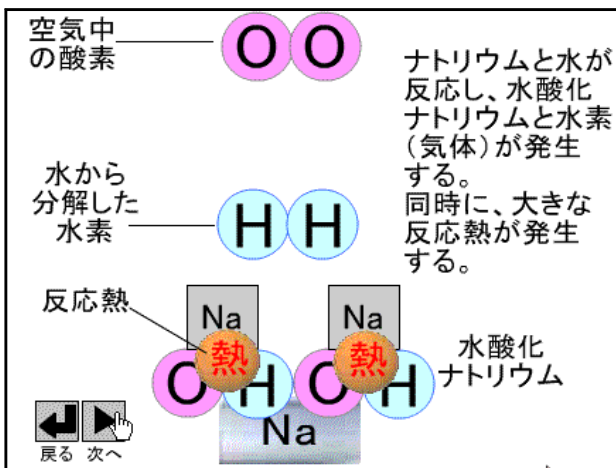 空気中
の酸素
O O
ナトリウムと水が
反応し、水酸化
ナトリウムと水素
(気体)が発生
する。
同時に、大きな
反応熱が発生
する。
水から
分解した
水素
H H
反応熱
Na Na
熱 熱
O H O H
水酸化
ナトリウム
Na
戻る 次へ